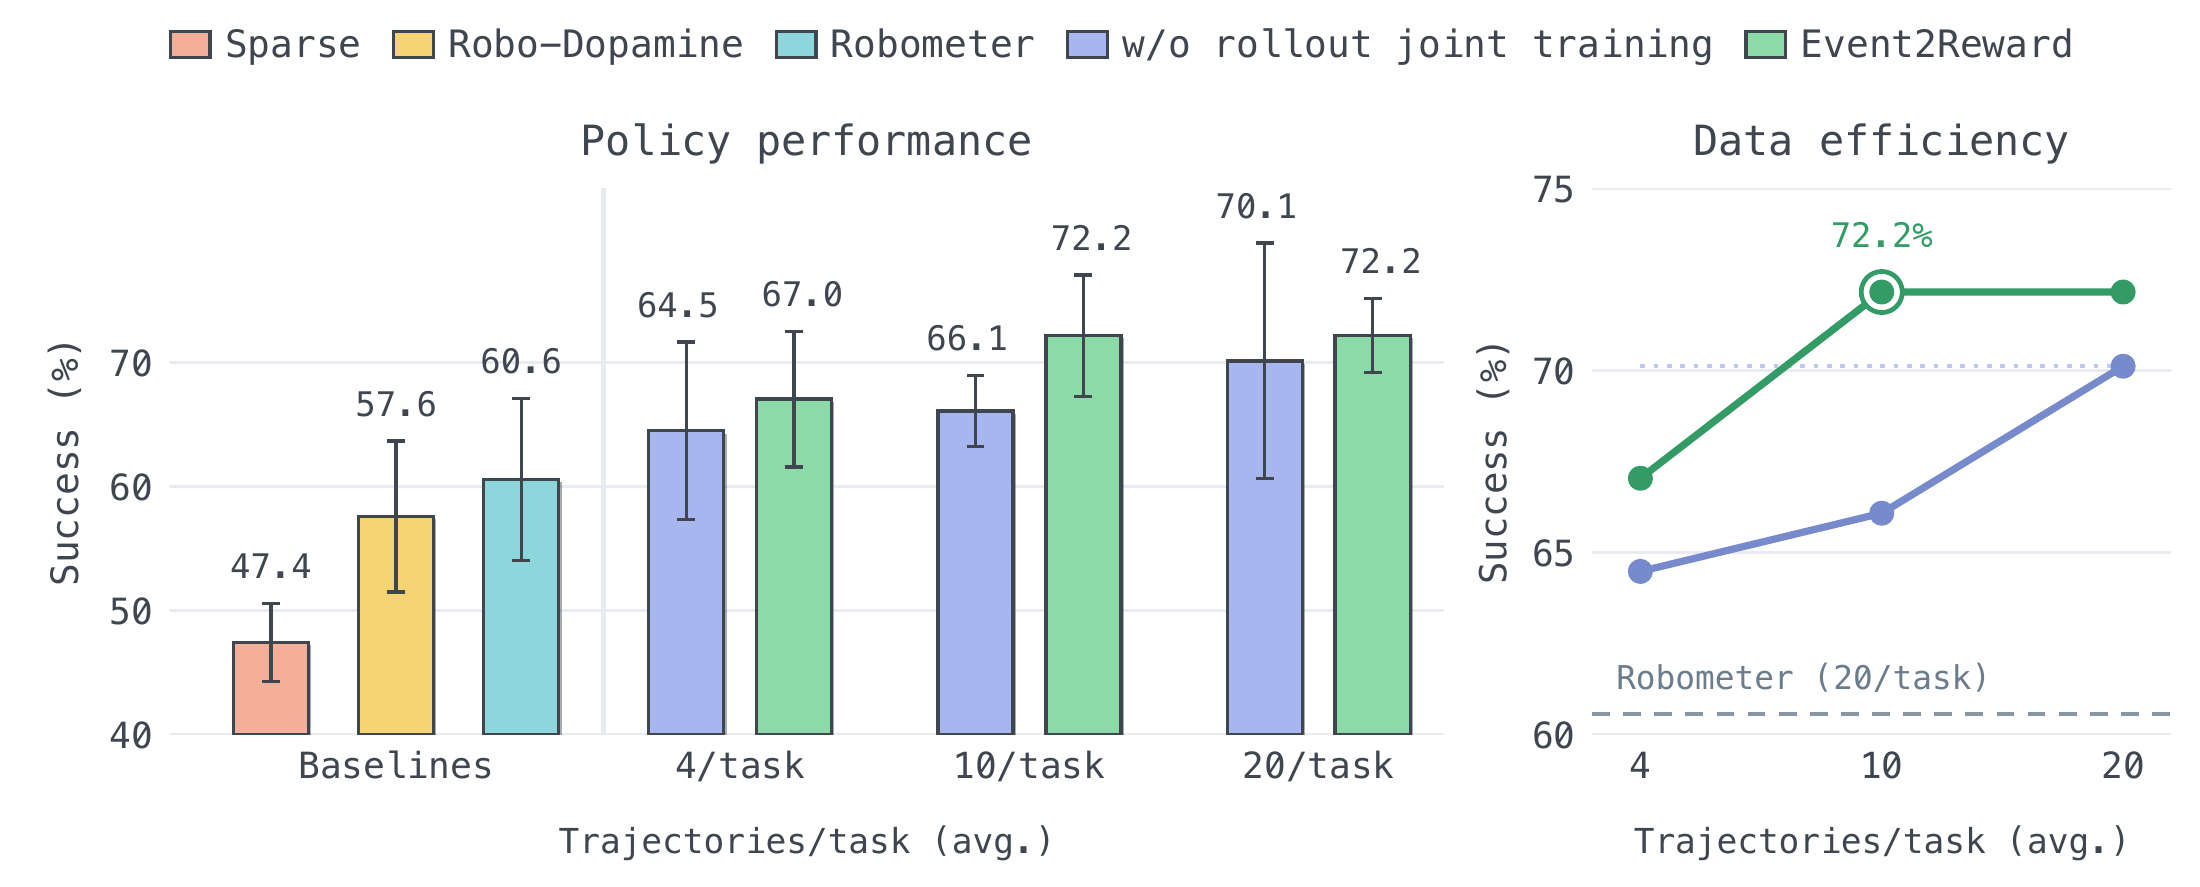 Sparse Robo-Dopamine Robometer w/o rollout joint training Event2Reward
Policy performance
Success (%)
70
60
50
40
47.4
57.6
60.6
64.5
67.0
66.1
72.2
70.1
72.2
Baselines 4/task 10/task 20/task
Trajectories/task (avg.)
Data efficiency
Success (%)
75
70
65
60
72.2%
Robometer (20/task)
4 10 20
Trajectories/task (avg.)